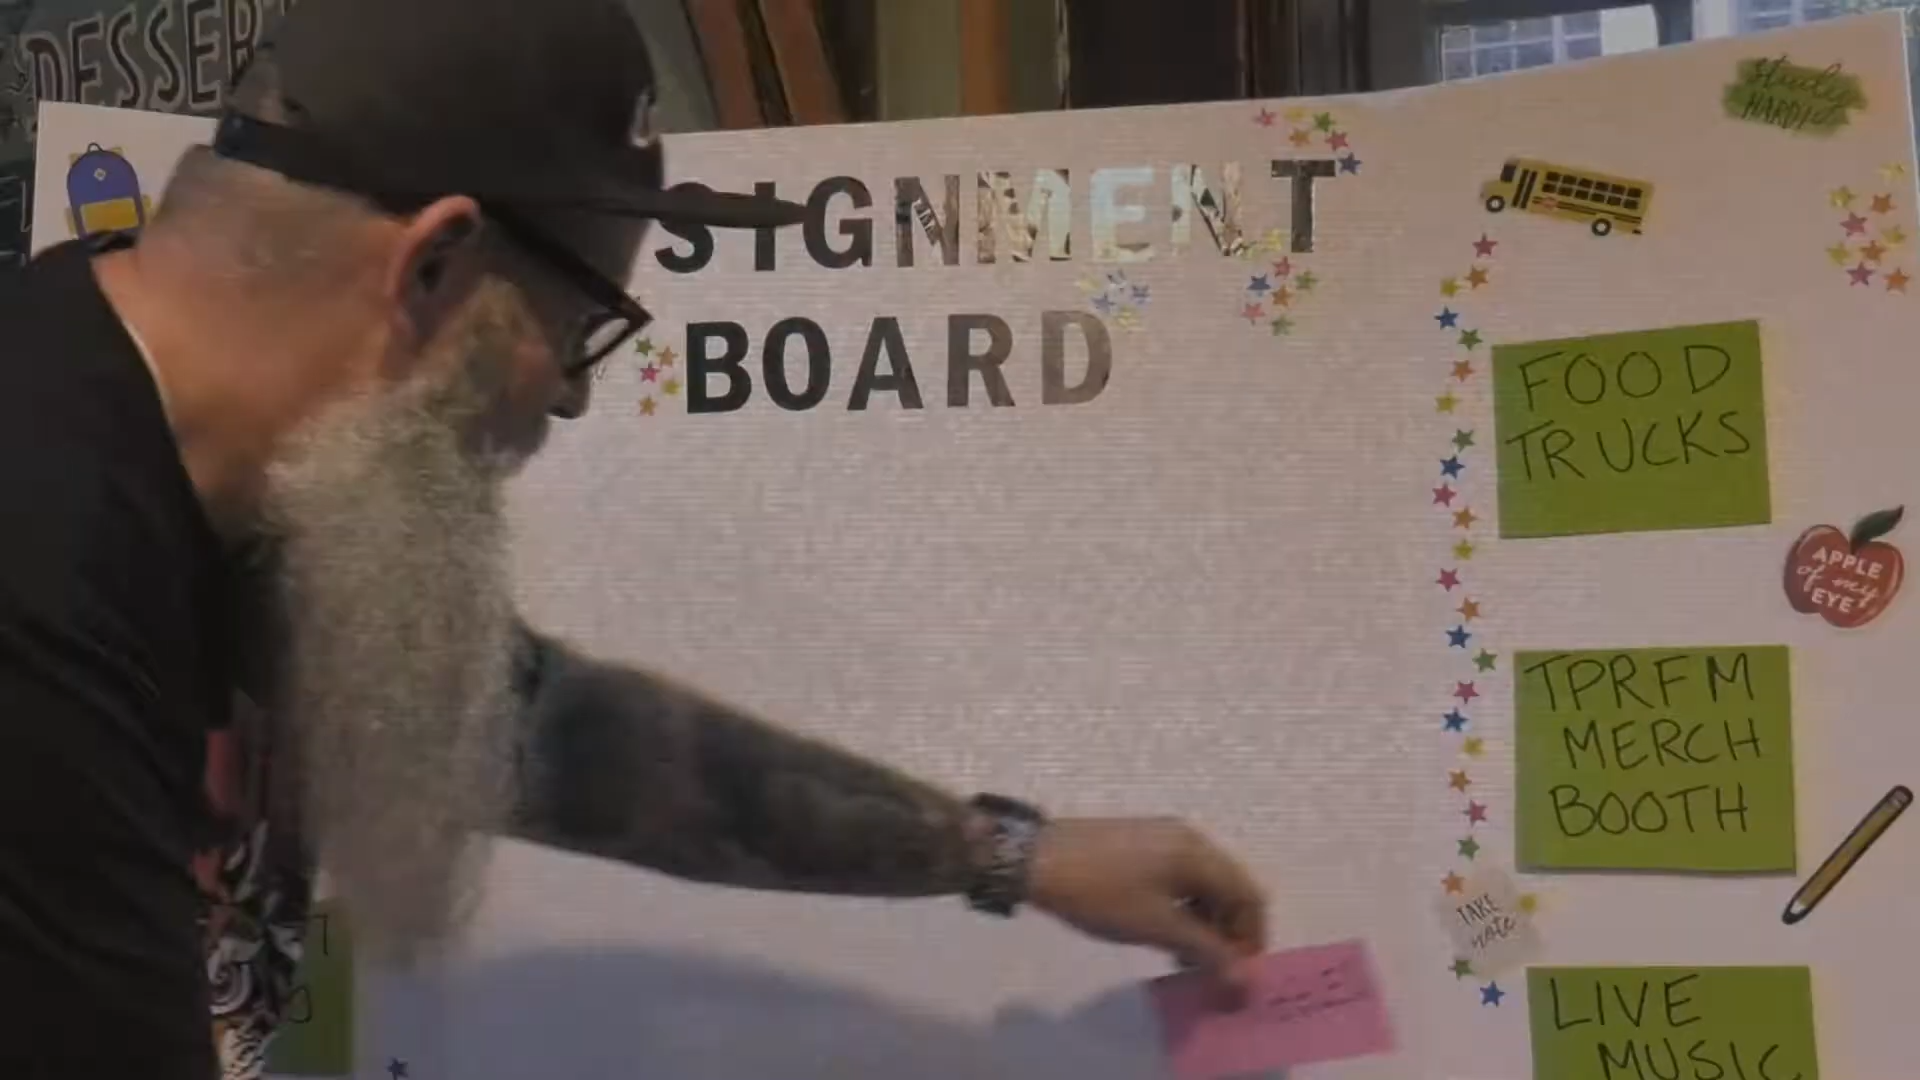 DESSER
SIGNMENT
BOARD
study
HARD!
FOOD
TRUCKS
APPLE
of my
EYE
TPRFM
MERCH
BOOTH
TAKE
note
LIVE
MUSIC